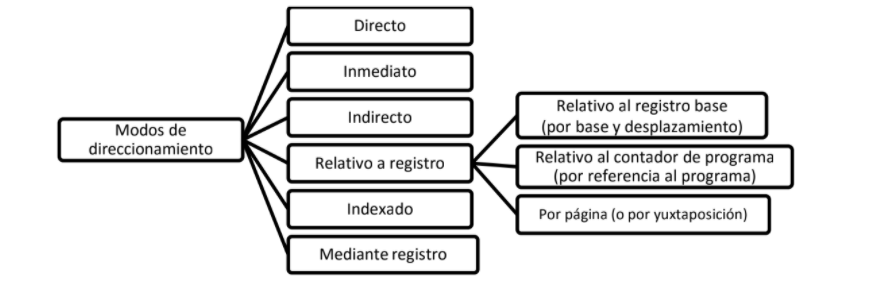 Modos de
direccionamiento
Directo
Inmediato
Indirecto
Relativo a registro
Indexado
Mediante registro
Relativo al registro base
(por base y desplazamiento)
Relativo al contador de programa
(por referencia al programa)
Por página (o por yuxtaposición)